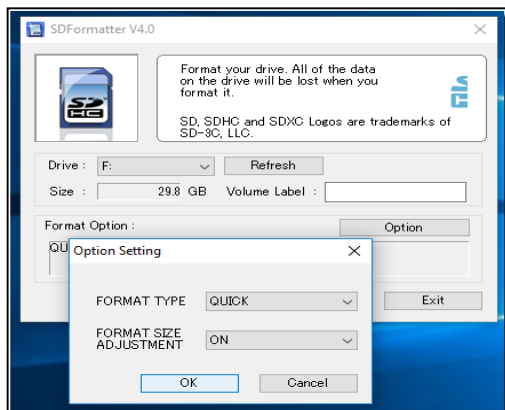 SDFormatter V4.0
Format your drive. All of the data
on the drive will be lost when you
format it.
SD, SDHC and SDXC Logos are trademarks of
SD-3C, LLC.
SD
HC
Drive : F: Refresh
Size : 29.8 GB Volume Label :
Format Option : Option
QU
Option Setting
FORMAT TYPE QUICK
Exit
FORMAT SIZE
ADJUSTMENT ON
OK Cancel